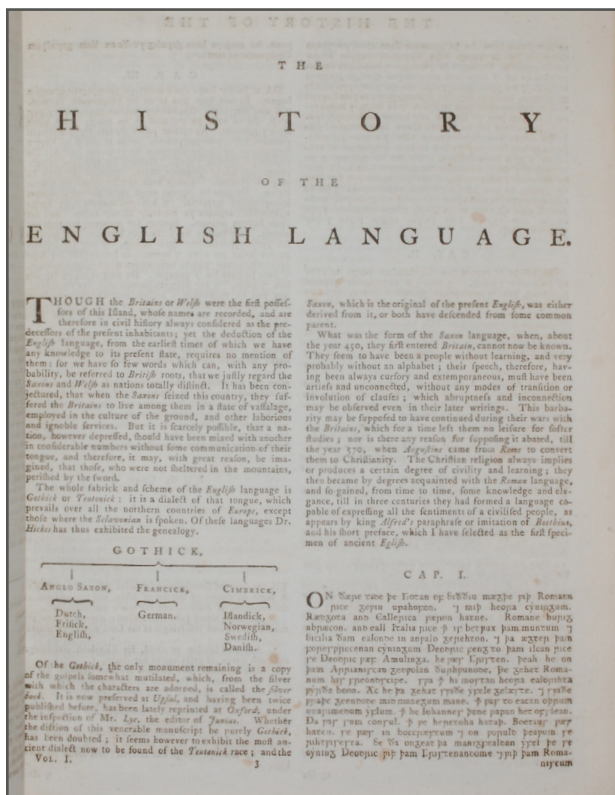 THE
HISTORY
OF THE
ENGLISH LANGUAGE.
THOUGH the Britains or Welſh were the firſt poſſeſ-
ſors of this Iſland, whoſe names are recorded, and are
therefore in civil hiſtory always conſidered as the pre-
deceſſors of the preſent inhabitants; yet the deduction of the
Engliſh language, from the earlieſt times of which we have
any knowledge to its preſent ſtate, requires no mention of
them: for we have ſo few words which can, with any pro-
bability, be referred to Britiſh roots, that we juſtly regard the
Saxons and Welſh as nations totally diſtinct. It has been con-
jectured, that when the Saxons ſeized this country, they ſuf-
fered the Britains to live among them in a ſtate of vaſſalage,
employed in the culture of the ground, and other laborious
and ignoble ſervices. But it is ſcarcely poſſible, that a na-
tion, however depreſſed, ſhould have been mixed with another
in conſiderable numbers without ſome communication of their
tongue, and therefore it may, with great reaſon, be ima-
gined, that thoſe, who were not ſheltered in the mountains,
periſhed by the ſword.
The whole fabrick and ſcheme of the Engliſh language is
Gothick or Teutonick: it is a dialect of that tongue, which
prevails over all the northern countries of Europe, except
thoſe where the Sclavonian is ſpoken. Of theſe languages Dr.
Hickes has thus exhibited the genealogy.
GOTHICK,
ANGLO SAXON, FRANCICK, CIMBRICK,
Dutch, German. Iſlandick,
Friſick, Norwegian,
Engliſh, Swediſh,
Daniſh.
Of the Gothick, the only monument remaining is a copy
of the goſpels ſomewhat mutilated, which, from the ſilver
with which the characters are adorned, is called the ſilver
book. It is now preſerved at Upſal, and having been twice
publiſhed before, has been lately reprinted at Oxford, under
the inſpection of Mr. Lye, the editor of Junius. Whether
the diction of this venerable manuſcript be purely Gothick,
has been doubted; it ſeems however to exhibit the moſt an-
cient dialect now to be found of the Teutonick race; and the
VOL. I. 3
Saxon, which is the original of the preſent Engliſh, was either
derived from it, or both have deſcended from ſome common
parent.
What was the form of the Saxon language, when, about
the year 450, they firſt entered Britain, cannot now be known.
They ſeem to have been a people without learning, and very
probably without an alphabet; their ſpeech, therefore, hav-
ing been always curſory and extemporaneous, muſt have been
artleſs and unconnected, without any modes of tranſition or
involution of clauſes; which abruptneſs and inconnection
may be obſerved even in their later writings. This barba-
rity may be ſuppoſed to have continued during their wars with
the Britains, which for a time left them no leiſure for ſofter
ſtudies; nor is there any reaſon for ſuppoſing it abated, till
the year 570, when Auguſtine came from Rome to convert
them to Chriſtianity. The Chriſtian religion always implies
or produces a certain degree of civility and learning; they
then became by degrees acquainted with the Roman language,
and ſo gained, from time to time, ſome knowledge and ele-
gance, till in three centuries they had formed a language ca-
pable of expreſſing all the ſentiments of a civiliſed people, as
appears by king Alfred's paraphraſe or imitation of Boethius,
and his ſhort preface, which I have ſelected as the firſt ſpeci-
men of ancient Egliſh.
CAP. I.